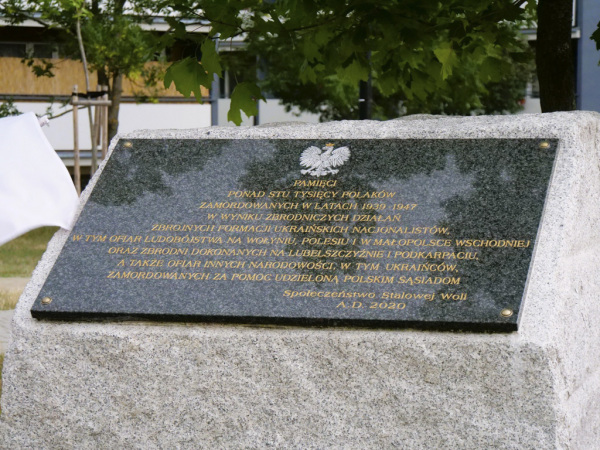 PAMIĘCI
PONAD STU TYSIĘCY POLAKÓW
ZAMORDOWANYCH W LATACH 1939-1947
W WYNIKU ZBRODNICZYCH DZIAŁAŃ
ZBROJNYCH FORMACJI UKRAIŃSKICH NACJONALISTÓW,
W TYM OFIAR LUDOBÓJSTWA NA WOŁYNIU, POLESIU I W MAŁOPOLSCE WSCHODNIEJ
ORAZ ZBRODNI DOKONANYCH NA LUBELSZCZYŹNIE I PODKARPACIU,
A TAKŻE OFIAR INNYCH NARODOWOŚCI, W TYM UKRAIŃCÓW,
ZAMORDOWANYCH ZA POMOC UDZIELONĄ POLSKIM SĄSIADOM
Społeczeństwo Stalowej Woli
A.D. 2020